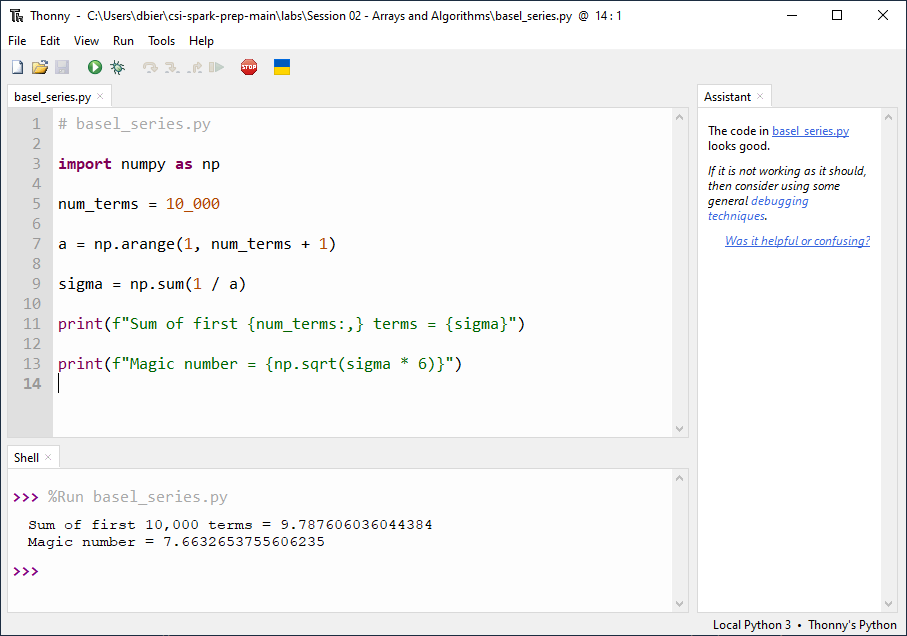 Thonny - C:\Users\dbier\csi-spark-prep-main\labs\Session 02 - Arrays and Algorithms\basel_series.py @ 14 : 1
File Edit View Run Tools Help
STOP
basel_series.py ×
1 # basel_series.py
2
3 import numpy as np
4
5 num_terms = 10_000
6
7 a = np.arange(1, num_terms + 1)
8
9 sigma = np.sum(1 / a)
10
11 print(f"Sum of first {num_terms:,} terms = {sigma}")
12
13 print(f"Magic number = {np.sqrt(sigma * 6)}")
14
Shell ×
>>> %Run basel_series.py
Sum of first 10,000 terms = 9.787606036044384
Magic number = 7.6632653755606235
>>>
Assistant ×
The code in basel_series.py
looks good.
If it is not working as it should,
then consider using some
general debugging
techniques.
Was it helpful or confusing?
Local Python 3 • Thonny's Python